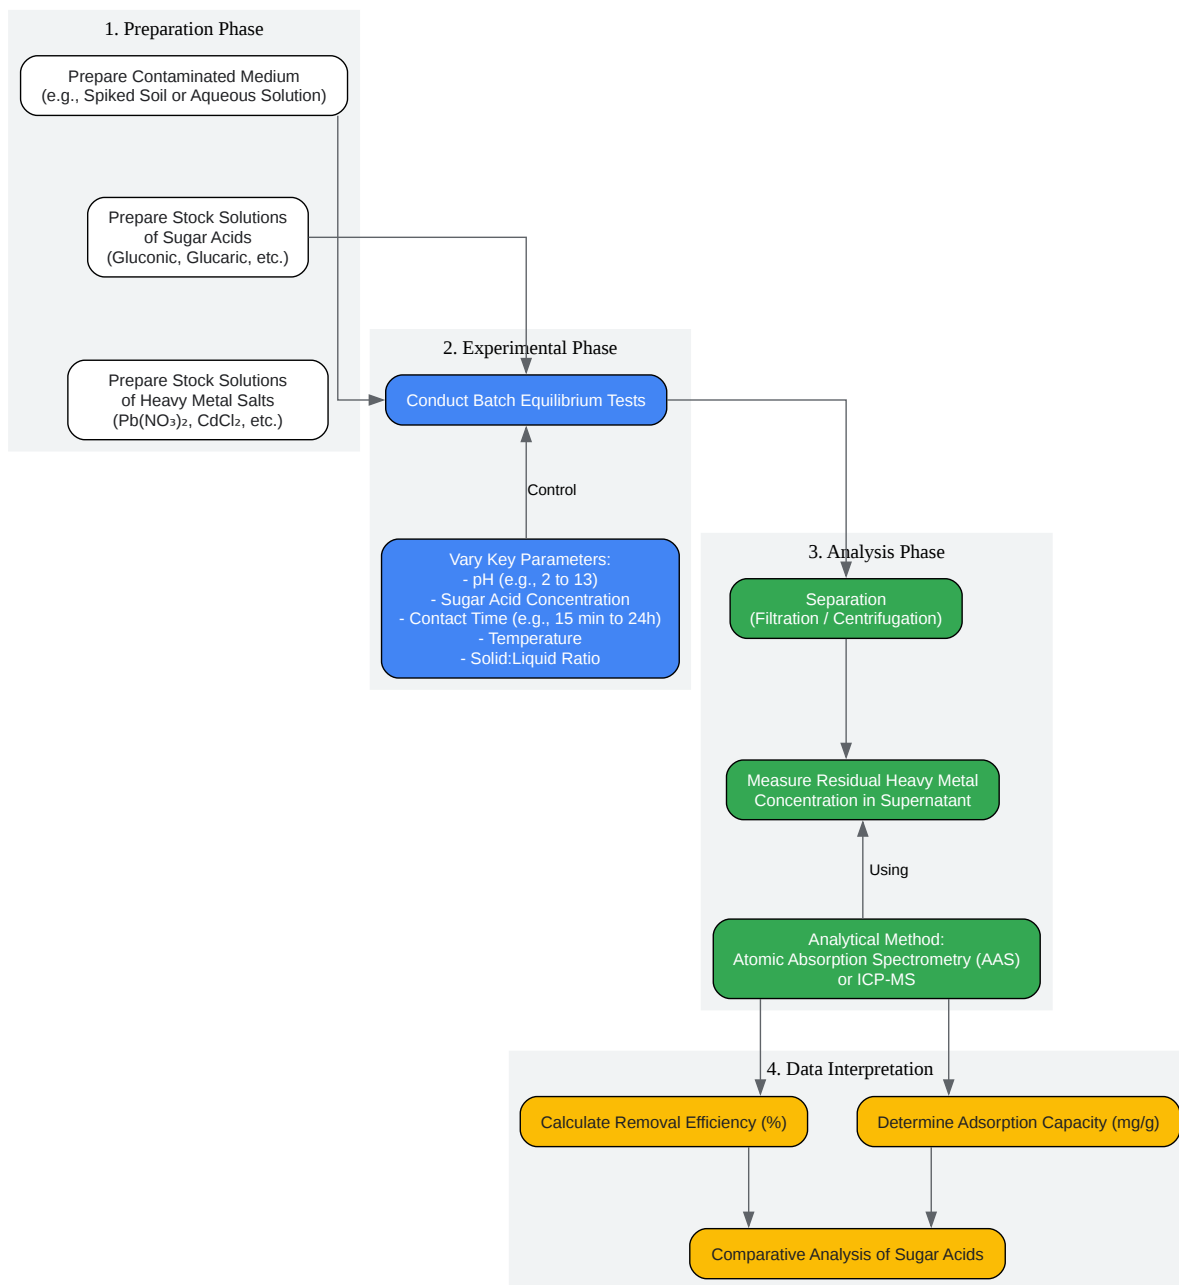 1. Preparation Phase
Prepare Contaminated Medium
(e.g., Spiked Soil or Aqueous Solution)
Prepare Stock Solutions
of Sugar Acids
(Gluconic, Glucaric, etc.)
Prepare Stock Solutions
of Heavy Metal Salts
(Pb(NO₃)₂, CdCl₂, etc.)
2. Experimental Phase
Conduct Batch Equilibrium Tests
Control
Vary Key Parameters:
- pH (e.g., 2 to 13)
- Sugar Acid Concentration
- Contact Time (e.g., 15 min to 24h)
- Temperature
- Solid:Liquid Ratio
3. Analysis Phase
Separation
(Filtration / Centrifugation)
Measure Residual Heavy Metal
Concentration in Supernatant
Using
Analytical Method:
Atomic Absorption Spectrometry (AAS)
or ICP-MS
4. Data Interpretation
Calculate Removal Efficiency (%)
Determine Adsorption Capacity (mg/g)
Comparative Analysis of Sugar Acids